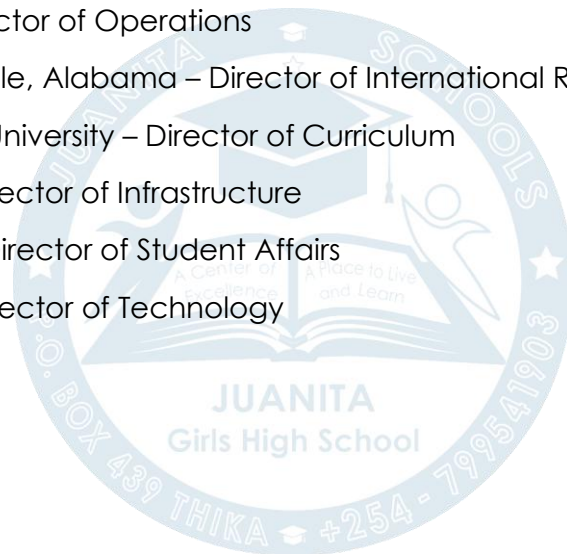 ctor of Operations
le, Alabama – Director of International R
University – Director of Curriculum
ector of Infrastructure
irector of Student Affairs
ector of Technology
JUANITA SCHOOLS
A Center of Excellence
A Place to Live and Learn
JUANITA
Girls High School
P.O. BOX 439 THIKA +254 - 799541903